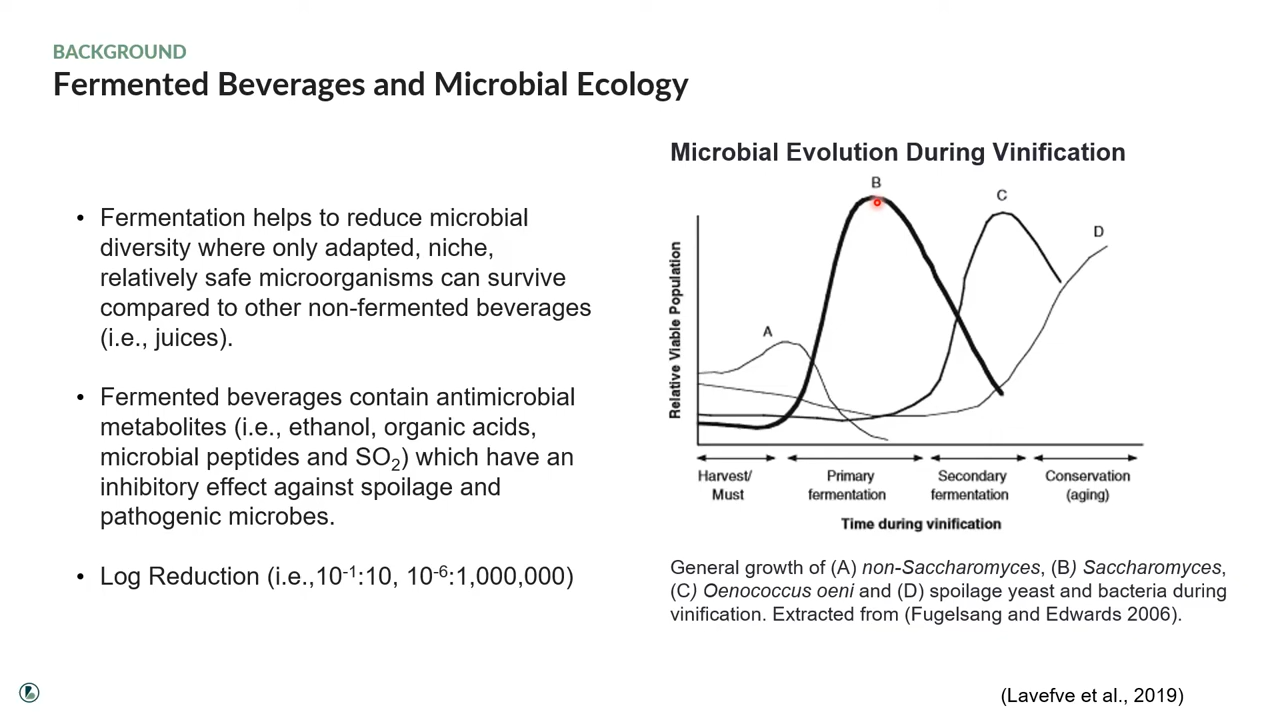 BACKGROUND
Fermented Beverages and Microbial Ecology
• Fermentation helps to reduce microbial
diversity where only adapted, niche,
relatively safe microorganisms can survive
compared to other non-fermented beverages
(i.e., juices).
• Fermented beverages contain antimicrobial
metabolites (i.e., ethanol, organic acids,
microbial peptides and SO₂) which have an
inhibitory effect against spoilage and
pathogenic microbes.
• Log Reduction (i.e.,10⁻¹:10, 10⁻⁶:1,000,000)
Microbial Evolution During Vinification
B
C
D
A
Relative Viable Population
Harvest/
Must
Primary
fermentation
Secondary
fermentation
Conservation
(aging)
Time during vinification
General growth of (A) non-Saccharomyces, (B) Saccharomyces,
(C) Oenococcus oeni and (D) spoilage yeast and bacteria during
vinification. Extracted from (Fugelsang and Edwards 2006).
(Lavefve et al., 2019)